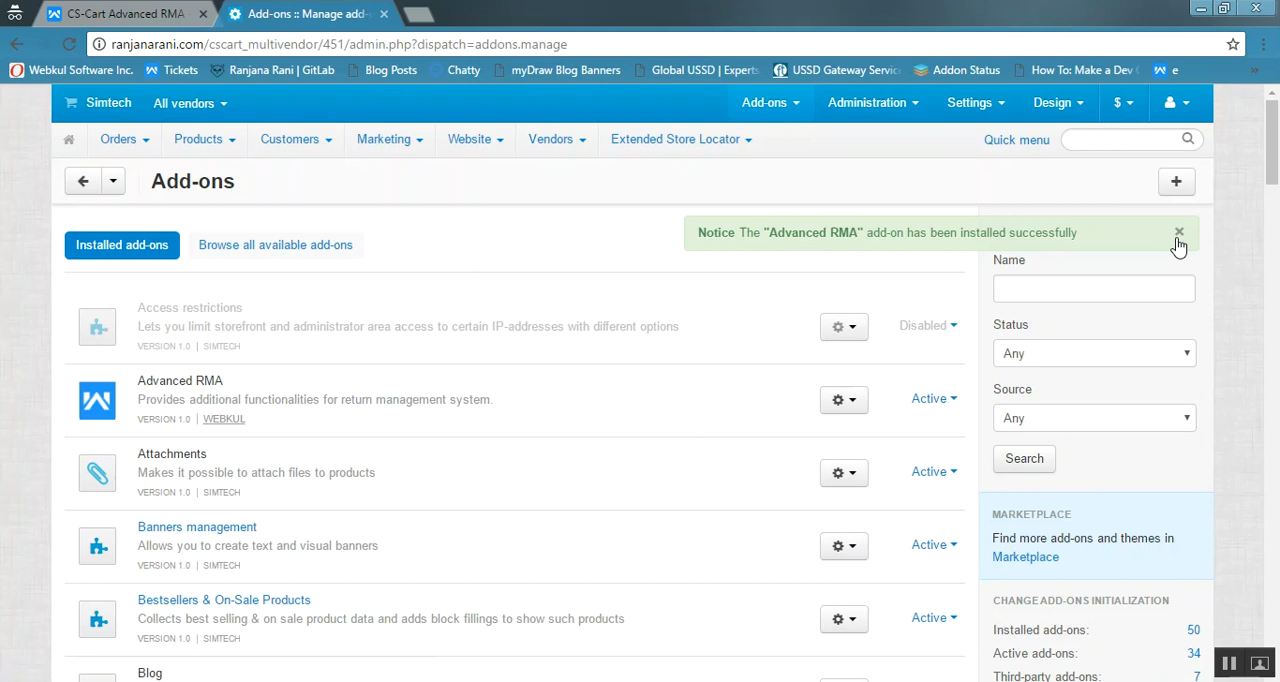 CS-Cart Advanced RMA
Add-ons :: Manage add-
ranjanarani.com/cscart_multivendor/451/admin.php?dispatch=addons.manage
Webkul Software Inc. Tickets Ranjana Rani | GitLab Blog Posts Chatty myDraw Blog Banners Global USSD | Experts USSD Gateway Servic Addon Status How To: Make a Dev e »
Simtech All vendors Add-ons Administration Settings Design $
Orders Products Customers Marketing Website Vendors Extended Store Locator Quick menu
Add-ons
Installed add-ons Browse all available add-ons
Notice The "Advanced RMA" add-on has been installed successfully
Name
Access restrictions
Lets you limit storefront and administrator area access to certain IP-addresses with different options
VERSION 1.0 | SIMTECH
Disabled
Status
Any
Advanced RMA
Provides additional functionalities for return management system.
VERSION 1.0 | WEBKUL
Active
Source
Any
Search
Attachments
Makes it possible to attach files to products
VERSION 1.0 | SIMTECH
Active
Banners management
Allows you to create text and visual banners
VERSION 1.0 | SIMTECH
Active
MARKETPLACE
Find more add-ons and themes in
Marketplace
Bestsellers & On-Sale Products
Collects best selling & on sale product data and adds block fillings to show such products
VERSION 1.0 | SIMTECH
Active
CHANGE ADD-ONS INITIALIZATION
Installed add-ons: 50
Active add-ons: 34
Third-party add-ons: 7
Blog